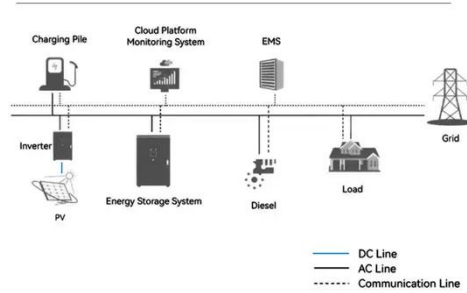 Charging Pile
Cloud Platform
Monitoring System
EMS
Grid
Inverter
PV
Energy Storage System
Diesel
Load
DC Line
AC Line
Communication Line